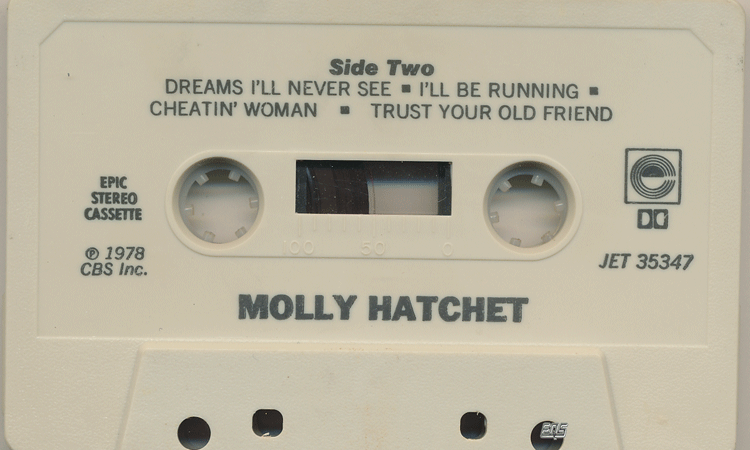 Side Two
DREAMS I'LL NEVER SEE ▪ I'LL BE RUNNING ▪
CHEATIN' WOMAN ▪ TRUST YOUR OLD FRIEND
EPIC
STEREO
CASSETTE
℗ 1978
CBS Inc.
100 50 0
JET 35347
MOLLY HATCHET